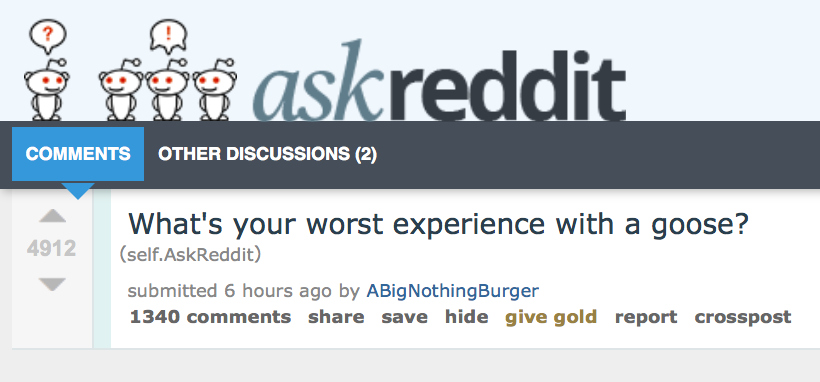 ? !
askreddit
COMMENTS OTHER DISCUSSIONS (2)
What's your worst experience with a goose?
(self.AskReddit)
4912
submitted 6 hours ago by ABigNothingBurger
1340 comments share save hide give gold report crosspost